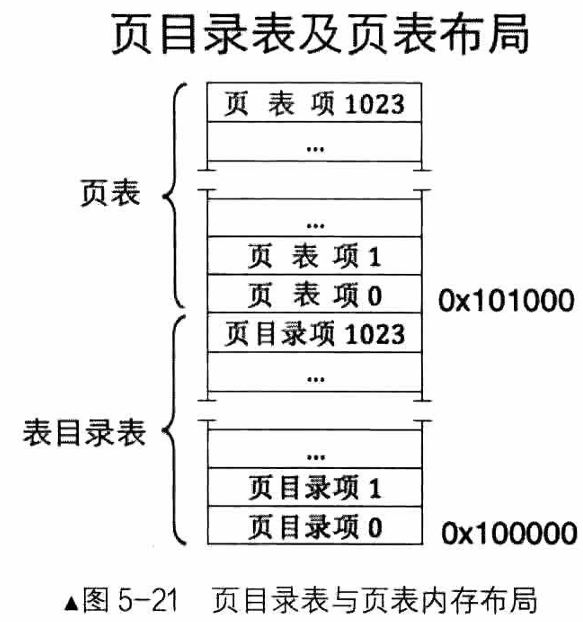 页目录表及页表布局
页 表 项 1023
...
页表
...
页 表 项 1
页 表 项 0
0x101000
页目录项 1023
...
表目录表
...
页目录项 1
页目录项 0
0x100000
▲图 5-21 页目录表与页表内存布局